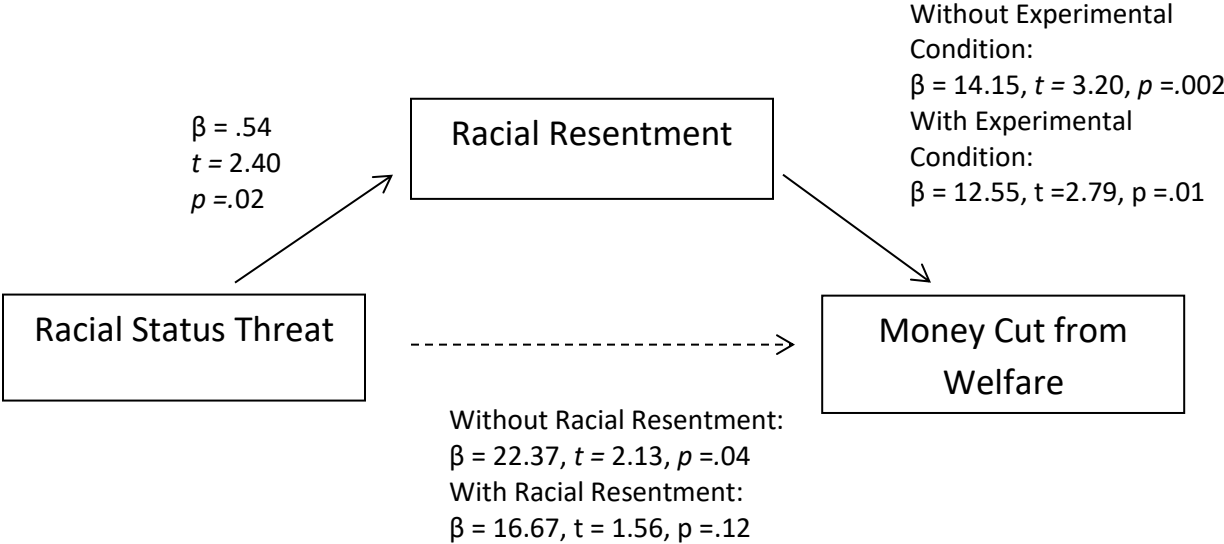 Without Experimental
Condition:
β = 14.15, t = 3.20, p =.002
With Experimental
Condition:
β = 12.55, t =2.79, p =.01
Racial Resentment
β = .54
t = 2.40
p =.02
Racial Status Threat
Money Cut from
Welfare
Without Racial Resentment:
β = 22.37, t = 2.13, p =.04
With Racial Resentment:
β = 16.67, t = 1.56, p =.12